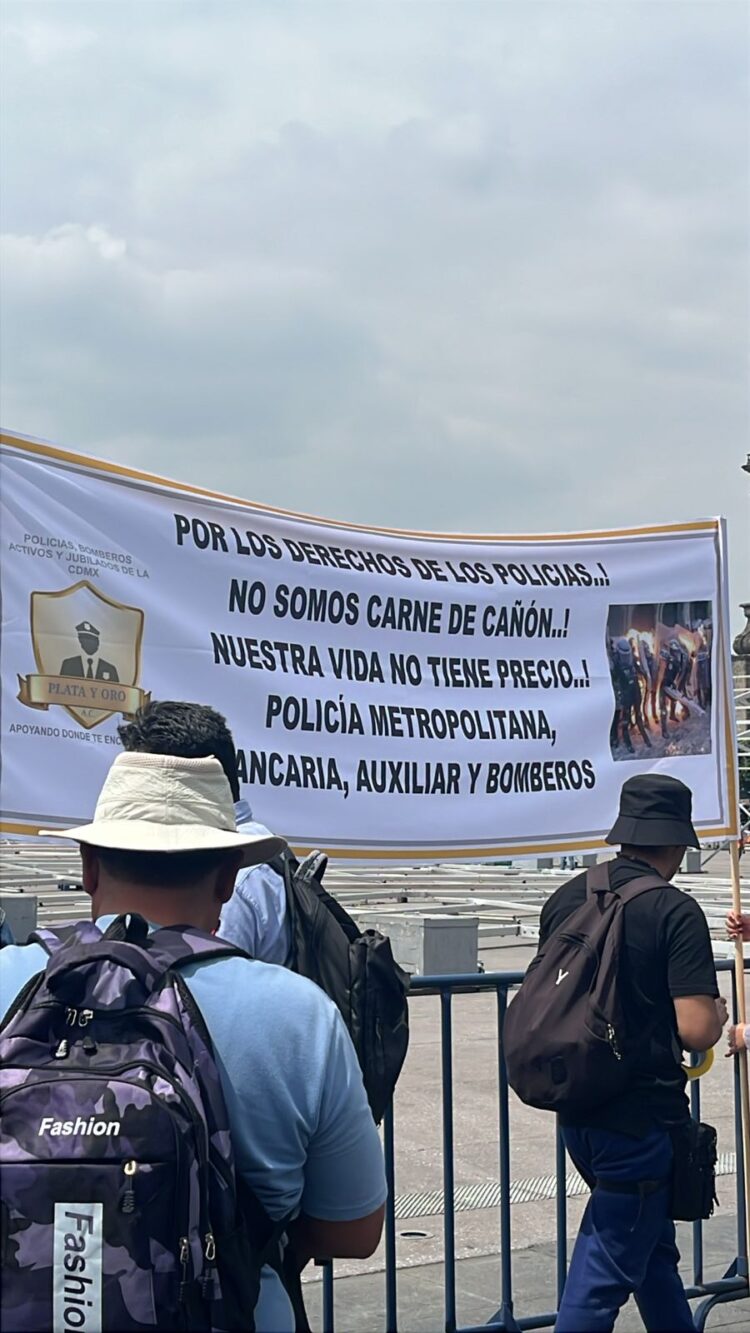 POLICIAS, BOMBEROS
ACTIVOS Y JUBILADOS DE LA
CDMX
PLATA Y ORO
A.C.
APOYANDO DONDE TE
POR LOS DERECHOS DE LOS POLICIAS..!
NO SOMOS CARNE DE CAÑÓN..!
NUESTRA VIDA NO TIENE PRECIO..!
POLICÍA METROPOLITANA,
ANCARIA, AUXILIAR Y BOMBEROS
Fashion
Fashion
Y